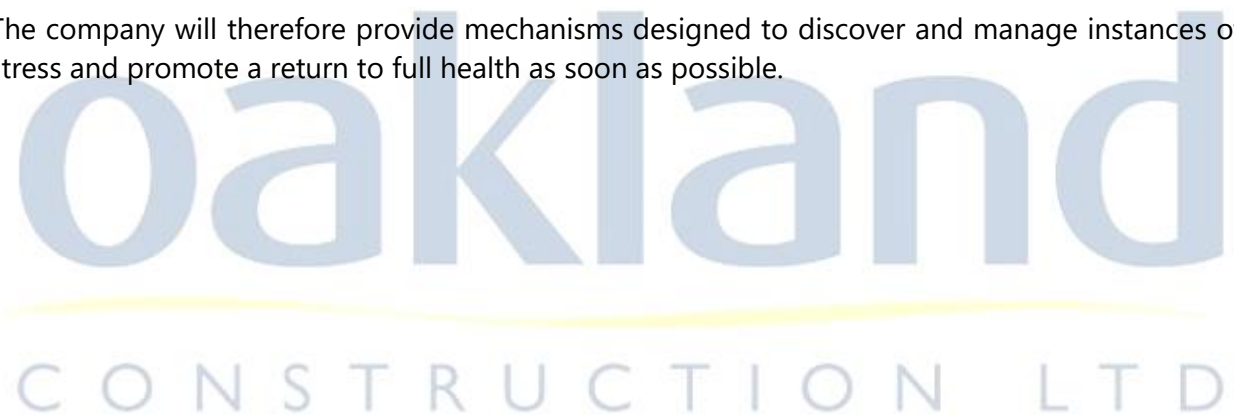 The company will therefore provide mechanisms designed to discover and manage instances of
stress and promote a return to full health as soon as possible.
oakland
CONSTRUCTION LTD